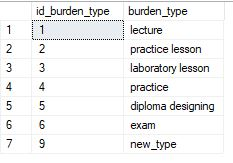 id_burden_type burden_type
1 1 lecture
2 2 practice lesson
3 3 laboratory lesson
4 4 practice
5 5 diploma designing
6 6 exam
7 9 new_type